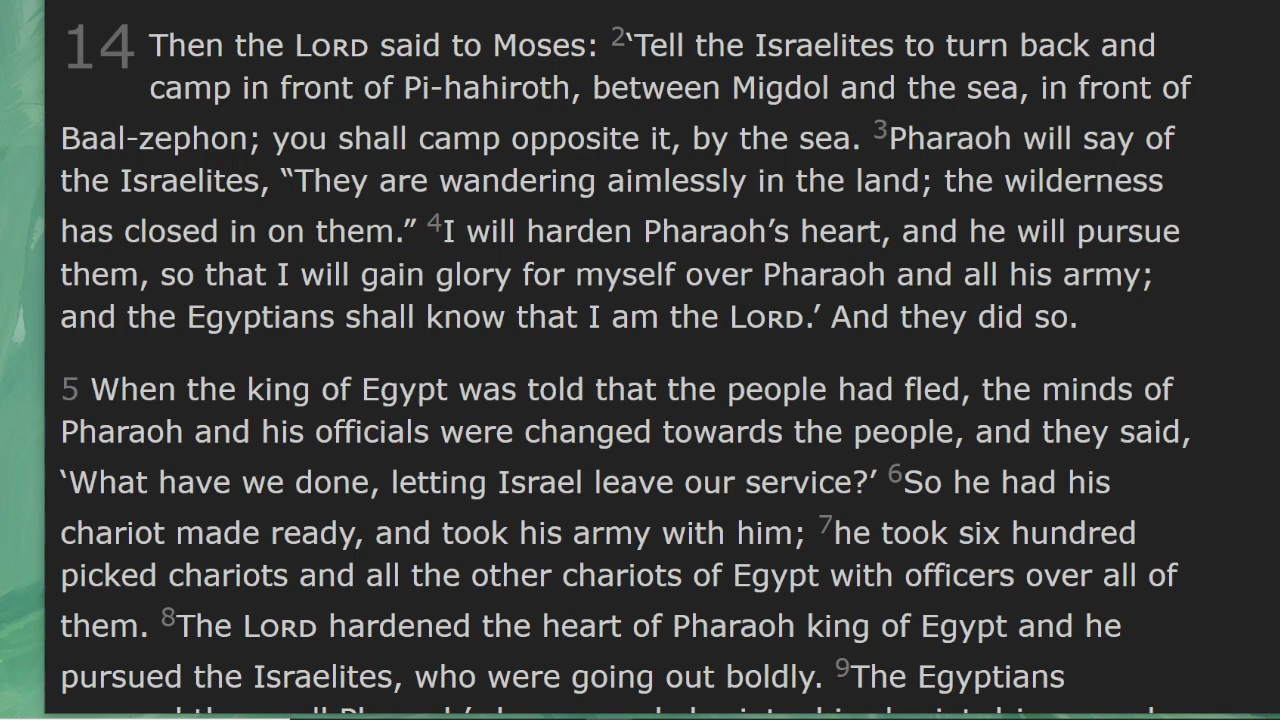 14 Then the LORD said to Moses: 2‘Tell the Israelites to turn back and
camp in front of Pi-hahiroth, between Migdol and the sea, in front of
Baal-zephon; you shall camp opposite it, by the sea. 3Pharaoh will say of
the Israelites, “They are wandering aimlessly in the land; the wilderness
has closed in on them.” 4I will harden Pharaoh’s heart, and he will pursue
them, so that I will gain glory for myself over Pharaoh and all his army;
and the Egyptians shall know that I am the LORD.’ And they did so.
5 When the king of Egypt was told that the people had fled, the minds of
Pharaoh and his officials were changed towards the people, and they said,
‘What have we done, letting Israel leave our service?’ 6So he had his
chariot made ready, and took his army with him; 7he took six hundred
picked chariots and all the other chariots of Egypt with officers over all of
them. 8The LORD hardened the heart of Pharaoh king of Egypt and he
pursued the Israelites, who were going out boldly. 9The Egyptians